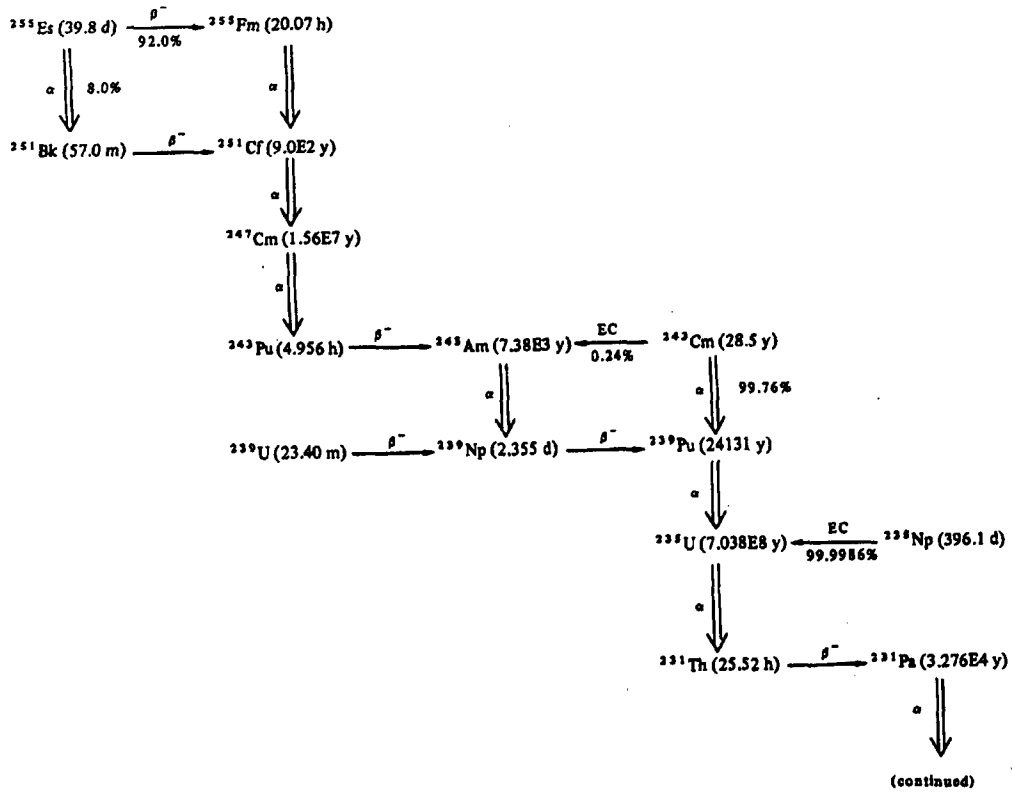 β⁻
²⁵⁵Es (39.8 d) ²⁵⁵Fm (20.07 h)
92.0%
α 8.0% α
β⁻
²⁵¹Bk (57.0 m) ²⁵¹Cf (9.0E2 y)
α
²⁴⁷Cm (1.56E7 y)
α
β⁻ EC
²⁴³Pu (4.956 h) ²⁴³Am (7.38E3 y) ²⁴³Cm (28.5 y)
0.24%
α α 99.76%
β⁻ β⁻
²³⁹U (23.40 m) ²³⁹Np (2.355 d) ²³⁹Pu (24131 y)
α
EC
²³⁵U (7.038E8 y) ²³⁵Np (396.1 d)
99.9986%
α
β⁻
²³¹Th (25.52 h) ²³¹Pa (3.276E4 y)
α
(continued)